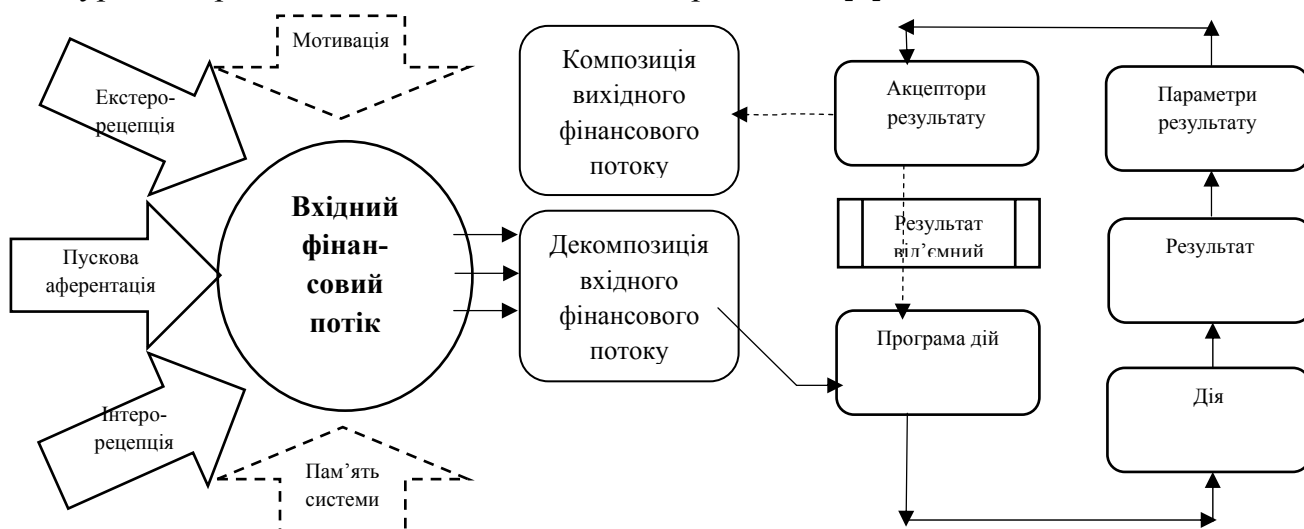 Мотивація
Екстеро-
рецепція
Пускова
аферентація
Інтеро-
рецепція
Пам’ять
системи
Вхідний
фінан-
совий
потік
Композиція
вихідного
фінансового
потоку
Декомпозиція
вхідного
фінансового
потоку
Акцептори
результату
Результат
від’ємний
Програма дій
Параметри
результату
Результат
Дія